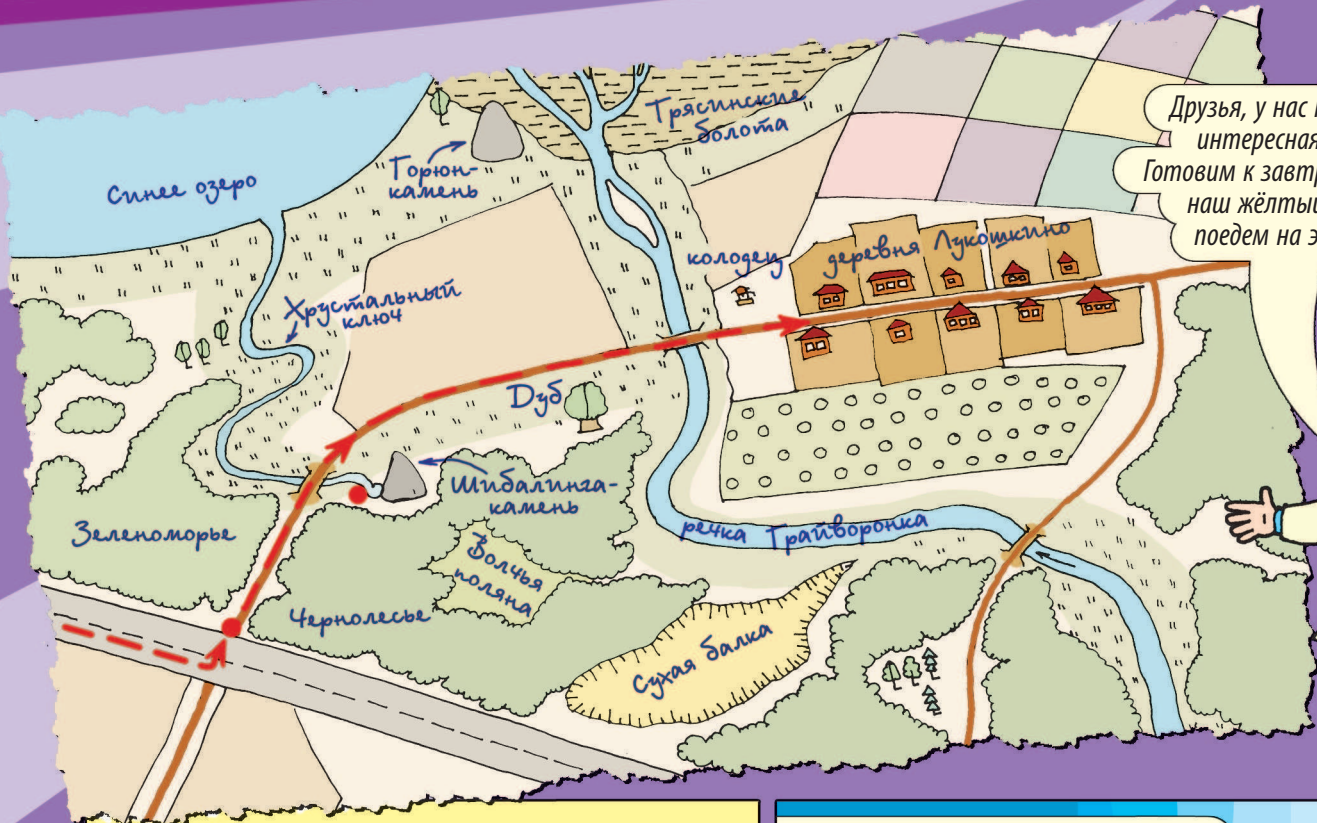 Синее озеро
Горюн-
камень
Трясинские
болота
Хрустальный
ключ
колодец
деревня Лукошкино
Дуб
Шибалинга-
камень
Зеленоморье
Волчья
поляна
Чернолесье
речка Трайворонка
Сухая балка
Друзья, у нас
интересная
Готовим к завтр
наш жёлтый
поедем на э